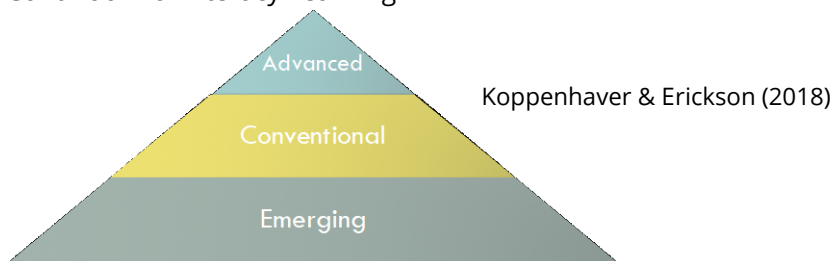 Advanced
Koppenhaver & Erickson (2018)
Conventional
Emerging